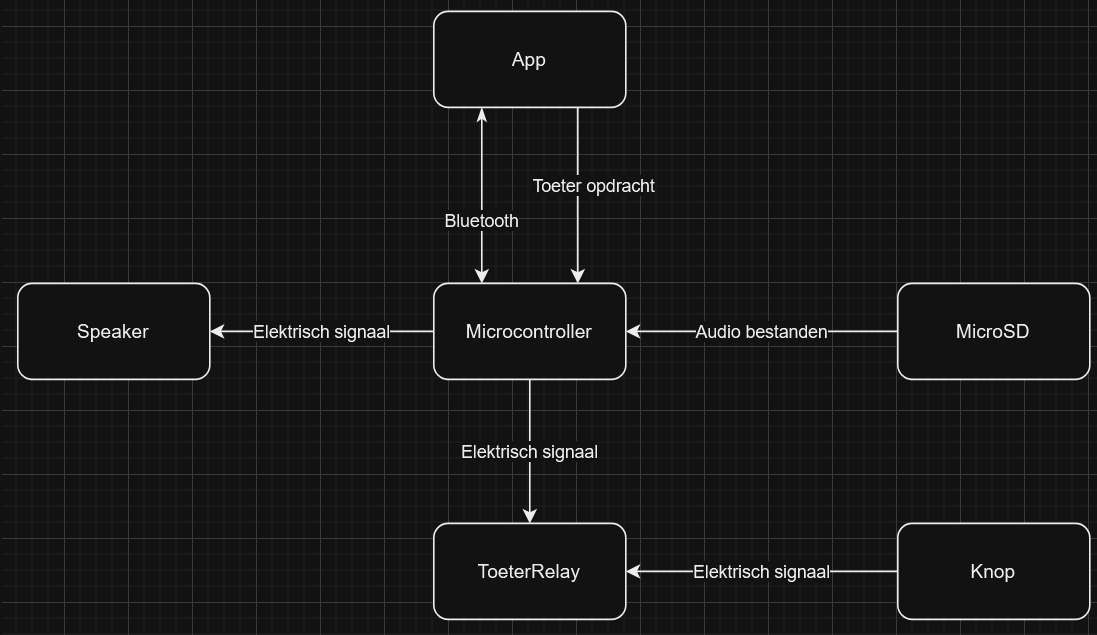 App
Toeter opdracht
Bluetooth
Speaker
Elektrisch signaal
Microcontroller
Audio bestanden
MicroSD
Elektrisch signaal
ToeterRelay
Elektrisch signaal
Knop